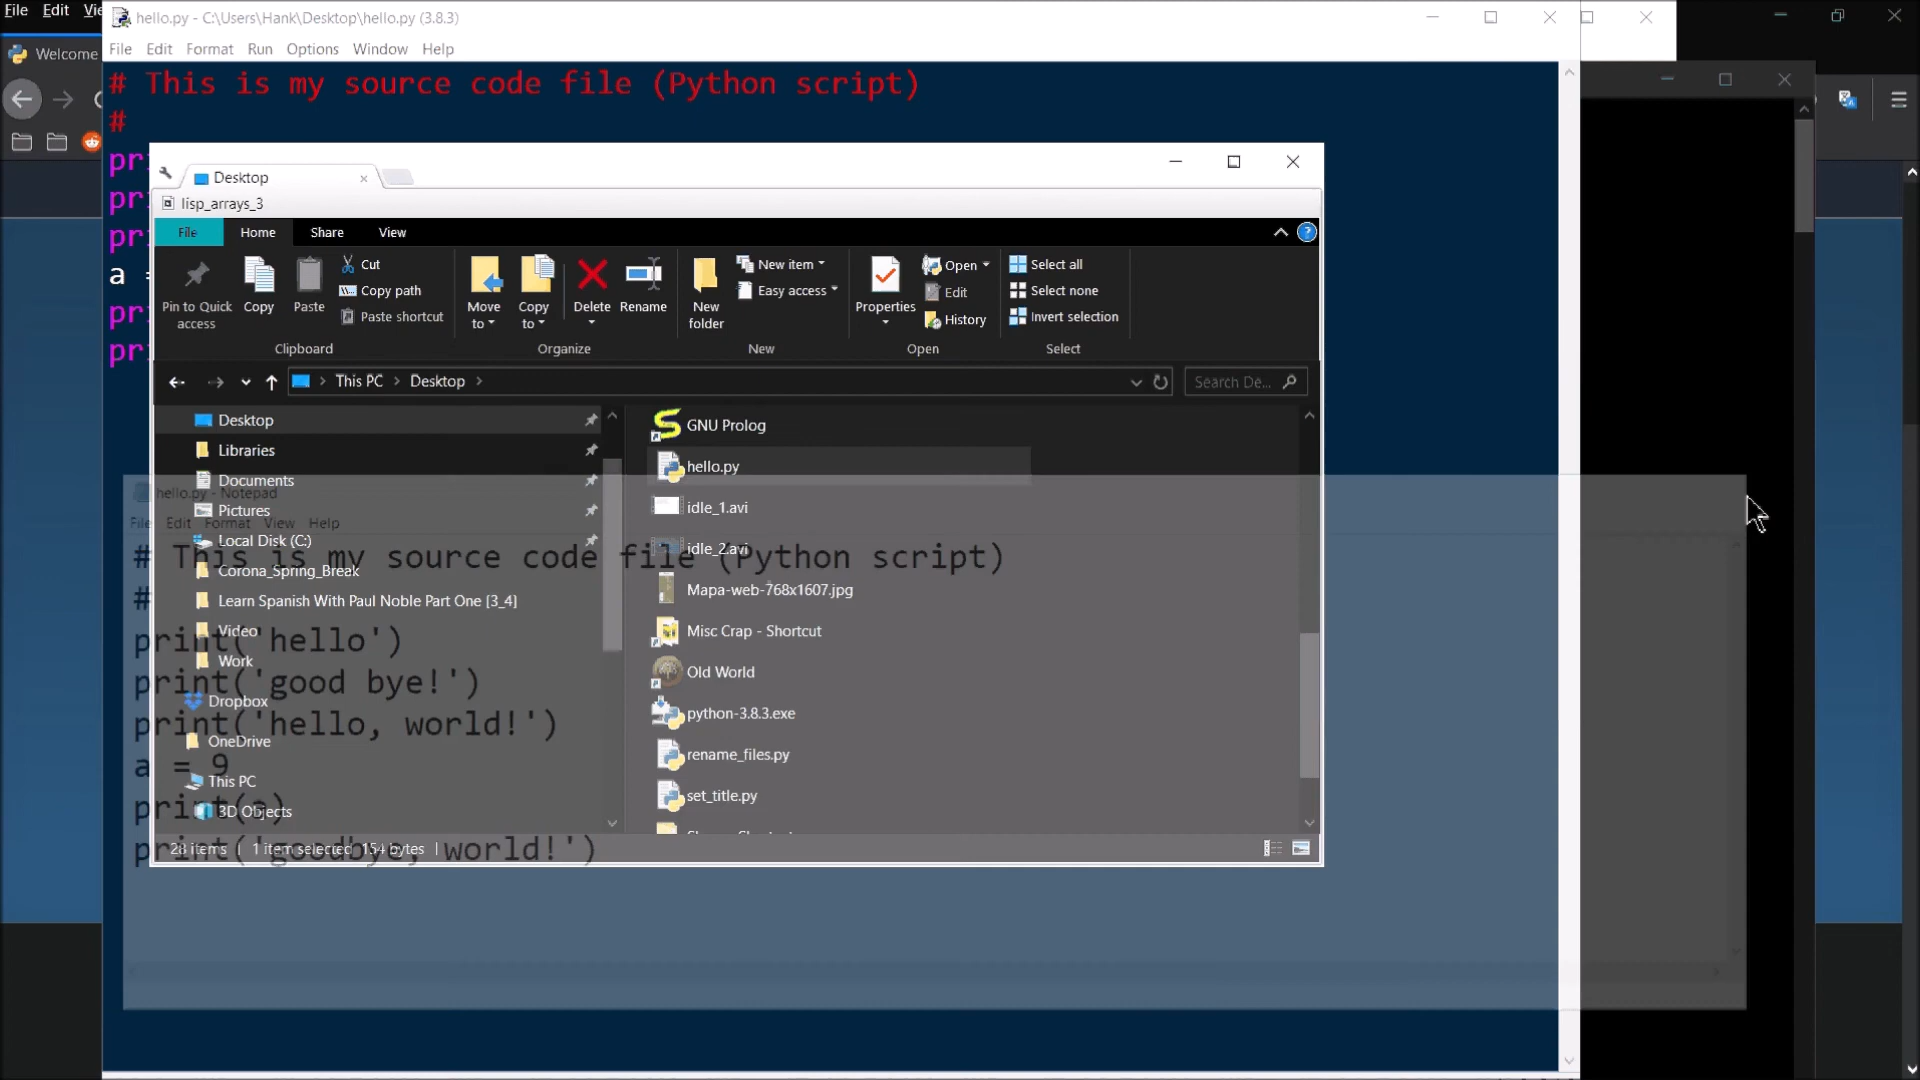 File Edit Vie
hello.py - C:\Users\Hank\Desktop\hello.py (3.8.3)
Welcome
File Edit Format Run Options Window Help
# This is my source code file (Python script)
#
pri
pri
pri
a =
pri
pri
Desktop
lisp_arrays_3
File Home Share View
Pin to Quick access
Copy
Paste
Cut
Copy path
Paste shortcut
Clipboard
Move to
Copy to
Delete
Rename
Organize
New folder
New item
Easy access
New
Properties
Open
Edit
History
Open
Select all
Select none
Invert selection
Select
This PC > Desktop >
Search De...
Desktop
Libraries
Documents
Pictures
Local Disk (C:)
Corona_Spring_Break
Learn Spanish With Paul Noble Part One [3_4]
Video
Work
Dropbox
OneDrive
This PC
3D Objects
GNU Prolog
hello.py
idle_1.avi
idle_2.avi
Mapa-web-768x1607.jpg
Misc Crap - Shortcut
Old World
python-3.8.3.exe
rename_files.py
set_title.py
28 items | 1 item selected 154 bytes |
hello.py - Notepad
File Edit Format View Help
# This is my source code file (Python script)
#
print('hello')
print('good bye!')
print('hello, world!')
a = 9
print(a)
print('goodbye, world!')